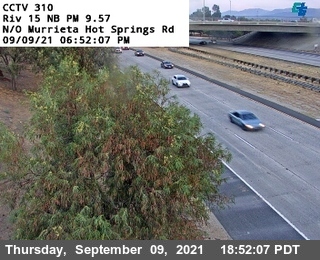 CCTV 310
Riv 15 NB PM 9.57
N/O Murrieta Hot Springs Rd
09/09/21 06:52:07 PM
Thursday, September 09, 2021 18:52:07 PDT